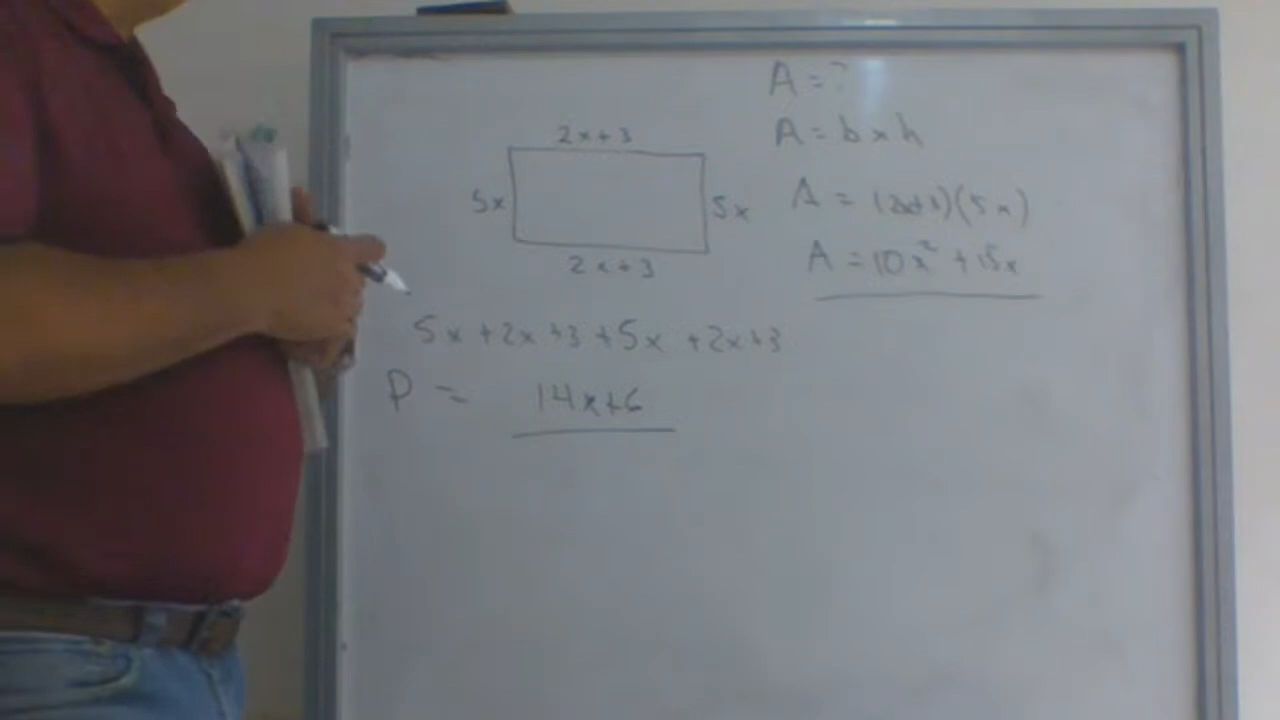 2x+3
5x
5x
2x+3
5x +2x +3 +5x +2x+3
P = 14x+6
A = ?
A = b x h
A = (2x+3)(5x)
A = 10x² + 15x